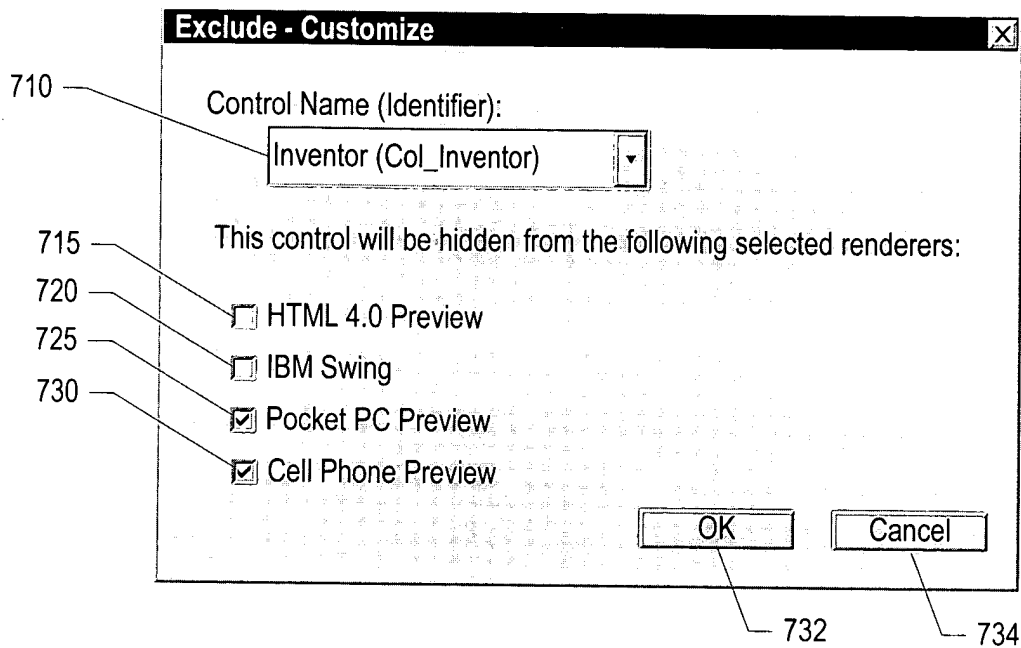 Exclude - Customize
710
Control Name (Identifier):
Inventor (Col_Inventor)
This control will be hidden from the following selected renderers:
715
HTML 4.0 Preview
720
IBM Swing
725
Pocket PC Preview
730
Cell Phone Preview
OK
Cancel
732
734